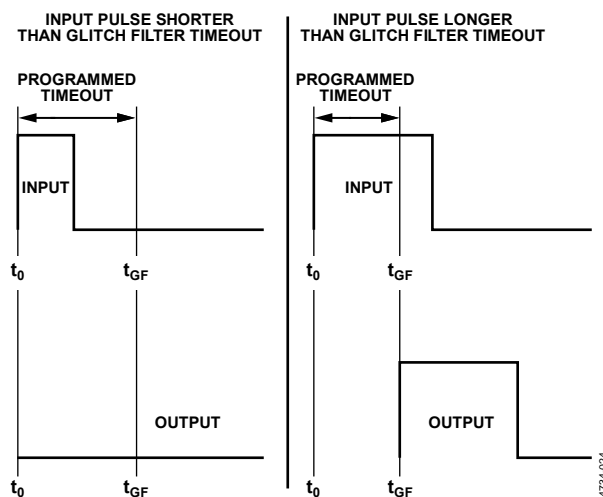 INPUT PULSE SHORTER
THAN GLITCH FILTER TIMEOUT
PROGRAMMED
TIMEOUT
INPUT
t0
tGF
OUTPUT
t0
tGF
INPUT PULSE LONGER
THAN GLITCH FILTER TIMEOUT
PROGRAMMED
TIMEOUT
INPUT
t0
tGF
OUTPUT
t0
tGF